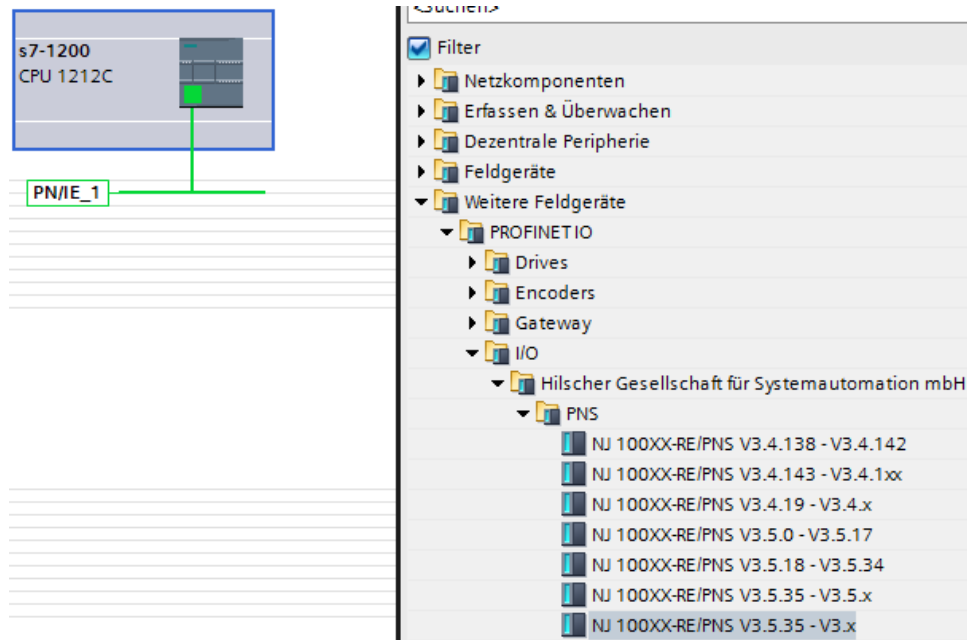 s7-1200
CPU 1212C
PN/IE_1
<Suchen>
Filter
Netzkomponenten
Erfassen & Überwachen
Dezentrale Peripherie
Feldgeräte
Weitere Feldgeräte
PROFINET IO
Drives
Encoders
Gateway
I/O
Hilscher Gesellschaft für Systemautomation mbH
PNS
NJ 100XX-RE/PNS V3.4.138 - V3.4.142
NJ 100XX-RE/PNS V3.4.143 - V3.4.1xx
NJ 100XX-RE/PNS V3.4.19 - V3.4.x
NJ 100XX-RE/PNS V3.5.0 - V3.5.17
NJ 100XX-RE/PNS V3.5.18 - V3.5.34
NJ 100XX-RE/PNS V3.5.35 - V3.5.x
NJ 100XX-RE/PNS V3.5.35 - V3.x